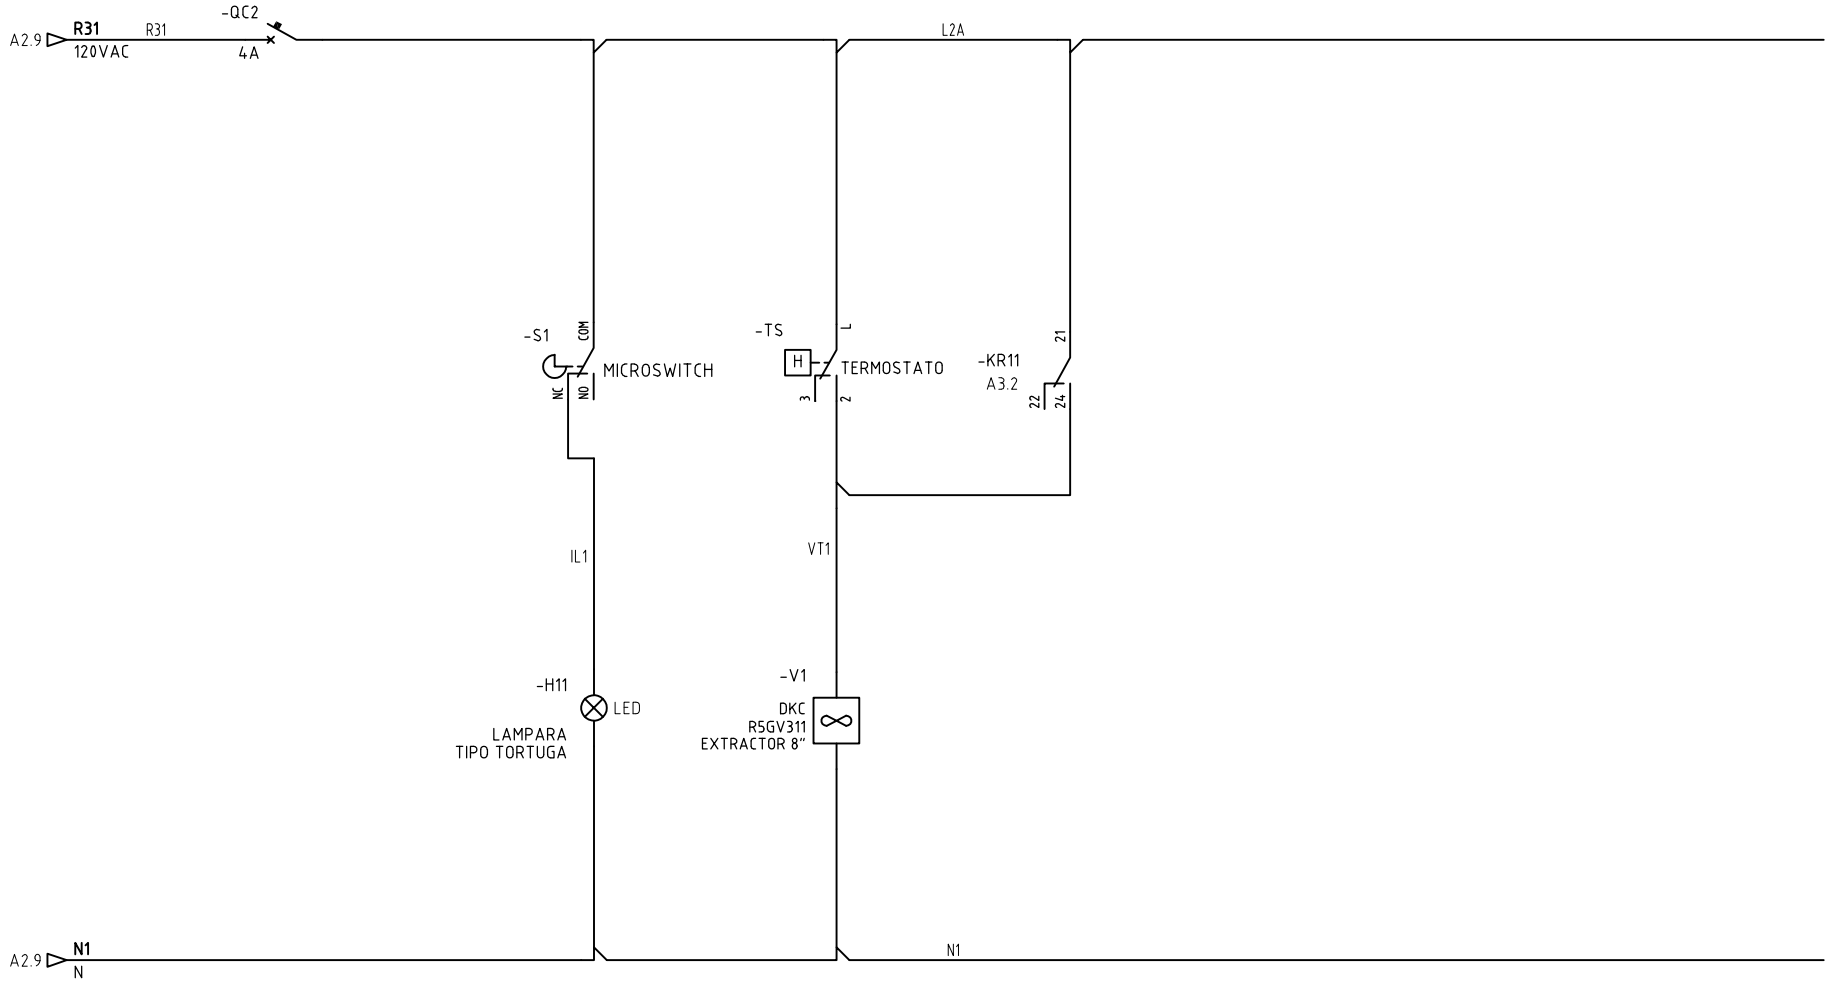 -QC2
A2.9
R31
R31
120VAC
4A
L2A
-S1
COM
MICROSWITCH
NC
NO
-TS
L
H
TERMOSTATO
3
2
21
-KR11
A3.2
22
24
IL1
VT1
-H11
LED
LAMPARA
TIPO TORTUGA
-V1
DKC
R5GV311
EXTRACTOR 8"
A2.9
N1
N
N1